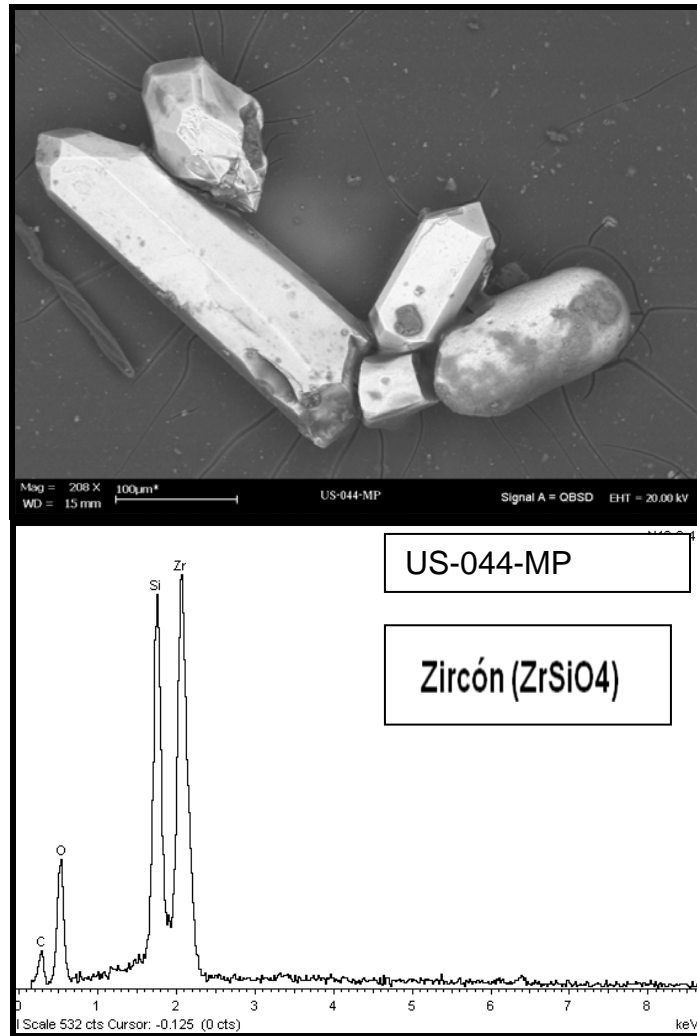 Mag = 208 X 100µm* US-044-MP Signal A = QBSD EHT = 20.00 kV
WD = 15 mm
US-044-MP
Zr
Si
Zircón (ZrSiO4)
O
C
0 1 2 3 4 5 6 7 8
l Scale 532 cts Cursor: -0.125 (0 cts) keV